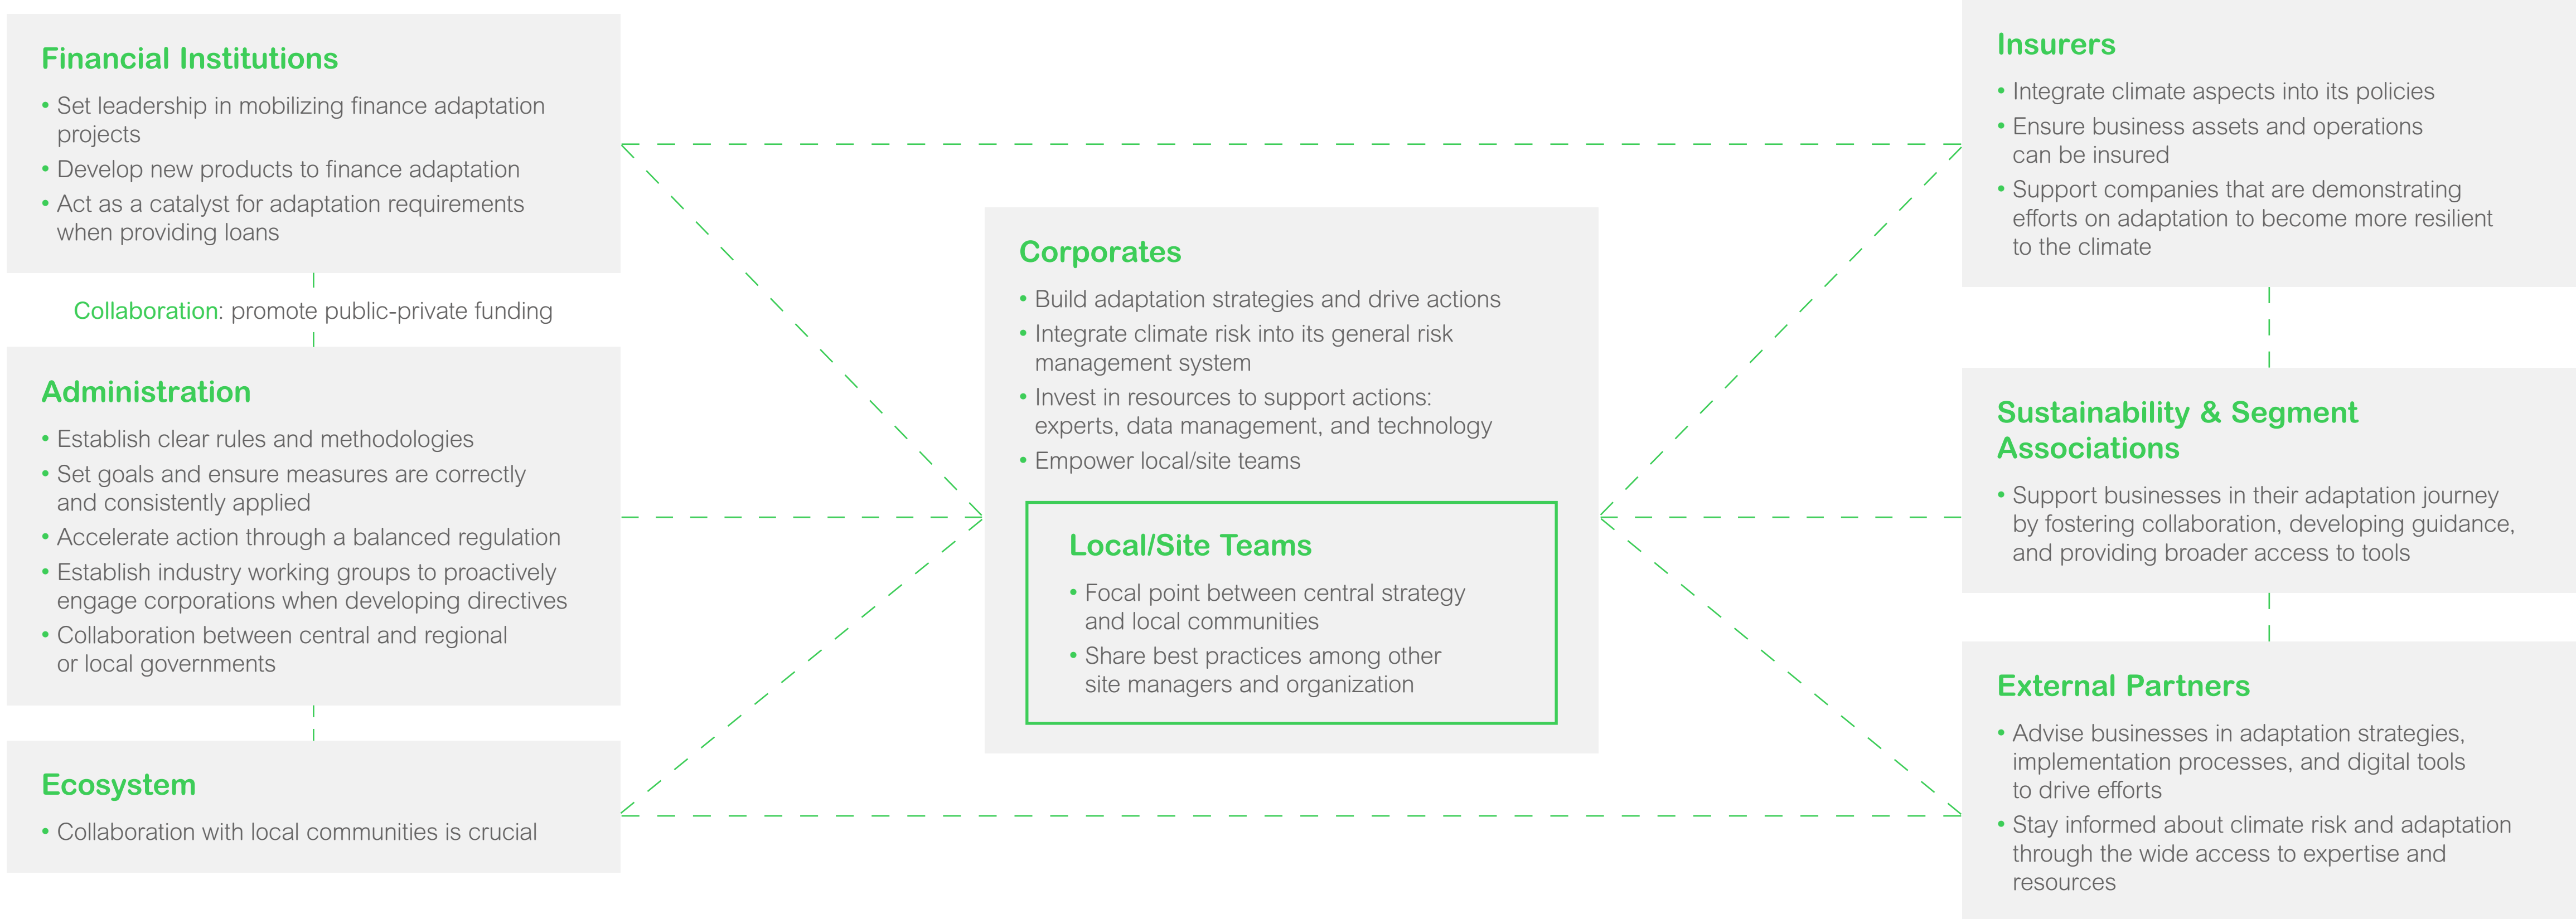 Financial Institutions
• Set leadership in mobilizing finance adaptation
projects
• Develop new products to finance adaptation
• Act as a catalyst for adaptation requirements
when providing loans
Collaboration: promote public-private funding
Administration
• Establish clear rules and methodologies
• Set goals and ensure measures are correctly
and consistently applied
• Accelerate action through a balanced regulation
• Establish industry working groups to proactively
engage corporations when developing directives
• Collaboration between central and regional
or local governments
Ecosystem
• Collaboration with local communities is crucial
Corporates
• Build adaptation strategies and drive actions
• Integrate climate risk into its general risk
management system
• Invest in resources to support actions:
experts, data management, and technology
• Empower local/site teams
Local/Site Teams
• Focal point between central strategy
and local communities
• Share best practices among other
site managers and organization
Insurers
• Integrate climate aspects into its policies
• Ensure business assets and operations
can be insured
• Support companies that are demonstrating
efforts on adaptation to become more resilient
to the climate
Sustainability & Segment
Associations
• Support businesses in their adaptation journey
by fostering collaboration, developing guidance,
and providing broader access to tools
External Partners
• Advise businesses in adaptation strategies,
implementation processes, and digital tools
to drive efforts
• Stay informed about climate risk and adaptation
through the wide access to expertise and
resources